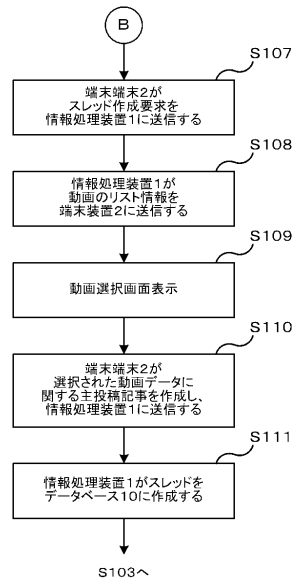 B
S107
端末端末2が
スレッド作成要求を
情報処理装置1に送信する
S108
情報処理装置1が
動画のリスト情報を
端末装置2に送信する
S109
動画選択画面表示
S110
端末端末2が
選択された動画データに
関する主投稿記事を作成し、
情報処理装置1に送信する
S111
情報処理装置1がスレッドを
データベース10に作成する
S103へ